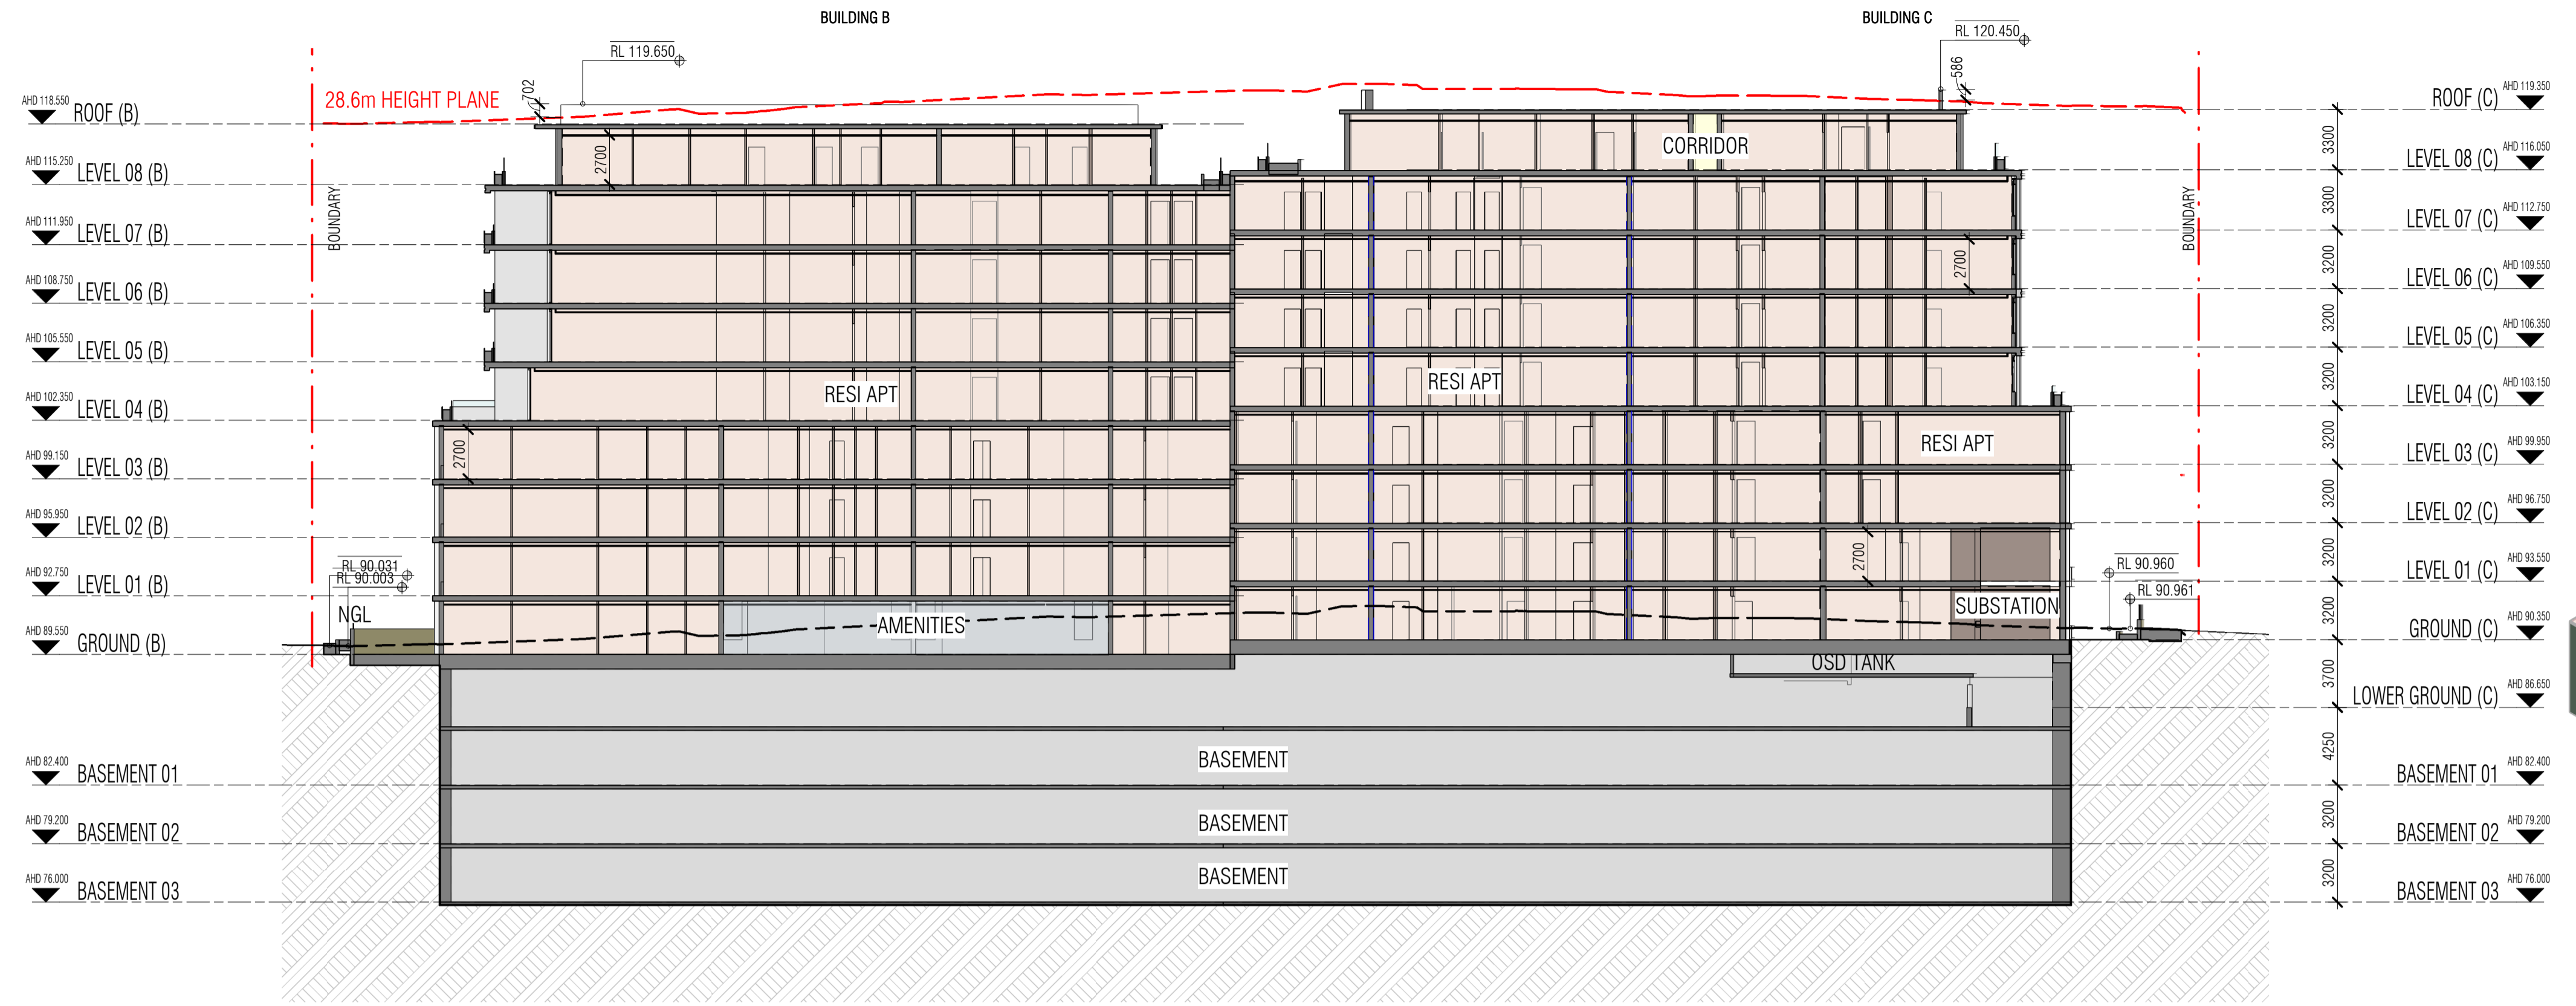 BUILDING B
BUILDING C
RL 119.650
RL 120.450
28.6m HEIGHT PLANE
702
586
AHD 118.550
ROOF (B)
AHD 115.250
LEVEL 08 (B)
AHD 111.950
LEVEL 07 (B)
AHD 108.750
LEVEL 06 (B)
AHD 105.550
LEVEL 05 (B)
AHD 102.350
LEVEL 04 (B)
AHD 99.150
LEVEL 03 (B)
AHD 95.950
LEVEL 02 (B)
AHD 92.750
LEVEL 01 (B)
AHD 89.550
GROUND (B)
AHD 82.400
BASEMENT 01
AHD 79.200
BASEMENT 02
AHD 76.000
BASEMENT 03
BOUNDARY
RL 90.031
RL 90.003
NGL
2700
2700
RESI APT
AMENITIES
CORRIDOR
RESI APT
2700
RESI APT
2700
SUBSTATION
OSD TANK
BASEMENT
BASEMENT
BASEMENT
BOUNDARY
RL 90.960
RL 90.961
3300
3300
3200
3200
3200
3200
3200
3200
3200
3700
4250
3200
3200
AHD 119.350
ROOF (C)
AHD 116.050
LEVEL 08 (C)
AHD 112.750
LEVEL 07 (C)
AHD 109.550
LEVEL 06 (C)
AHD 106.350
LEVEL 05 (C)
AHD 103.150
LEVEL 04 (C)
AHD 99.950
LEVEL 03 (C)
AHD 96.750
LEVEL 02 (C)
AHD 93.550
LEVEL 01 (C)
AHD 90.350
GROUND (C)
AHD 86.650
LOWER GROUND (C)
AHD 82.400
BASEMENT 01
AHD 79.200
BASEMENT 02
AHD 76.000
BASEMENT 03